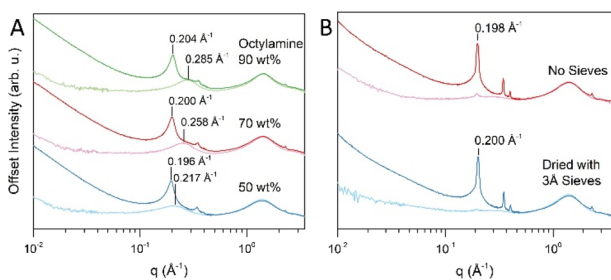 A
Offset Intensity (arb. u.)
0.204 Å⁻¹
Octylamine
0.285 Å⁻¹
90 wt%
0.200 Å⁻¹
0.258 Å⁻¹
70 wt%
0.196 Å⁻¹
0.217 Å⁻¹
50 wt%
10⁻² 10⁻¹ 10⁰
q (Å⁻¹)
B
0.198 Å⁻¹
No Sieves
0.200 Å⁻¹
Dried with
3Å Sieves
10⁻² 10⁻¹ 10⁰
q (Å⁻¹)